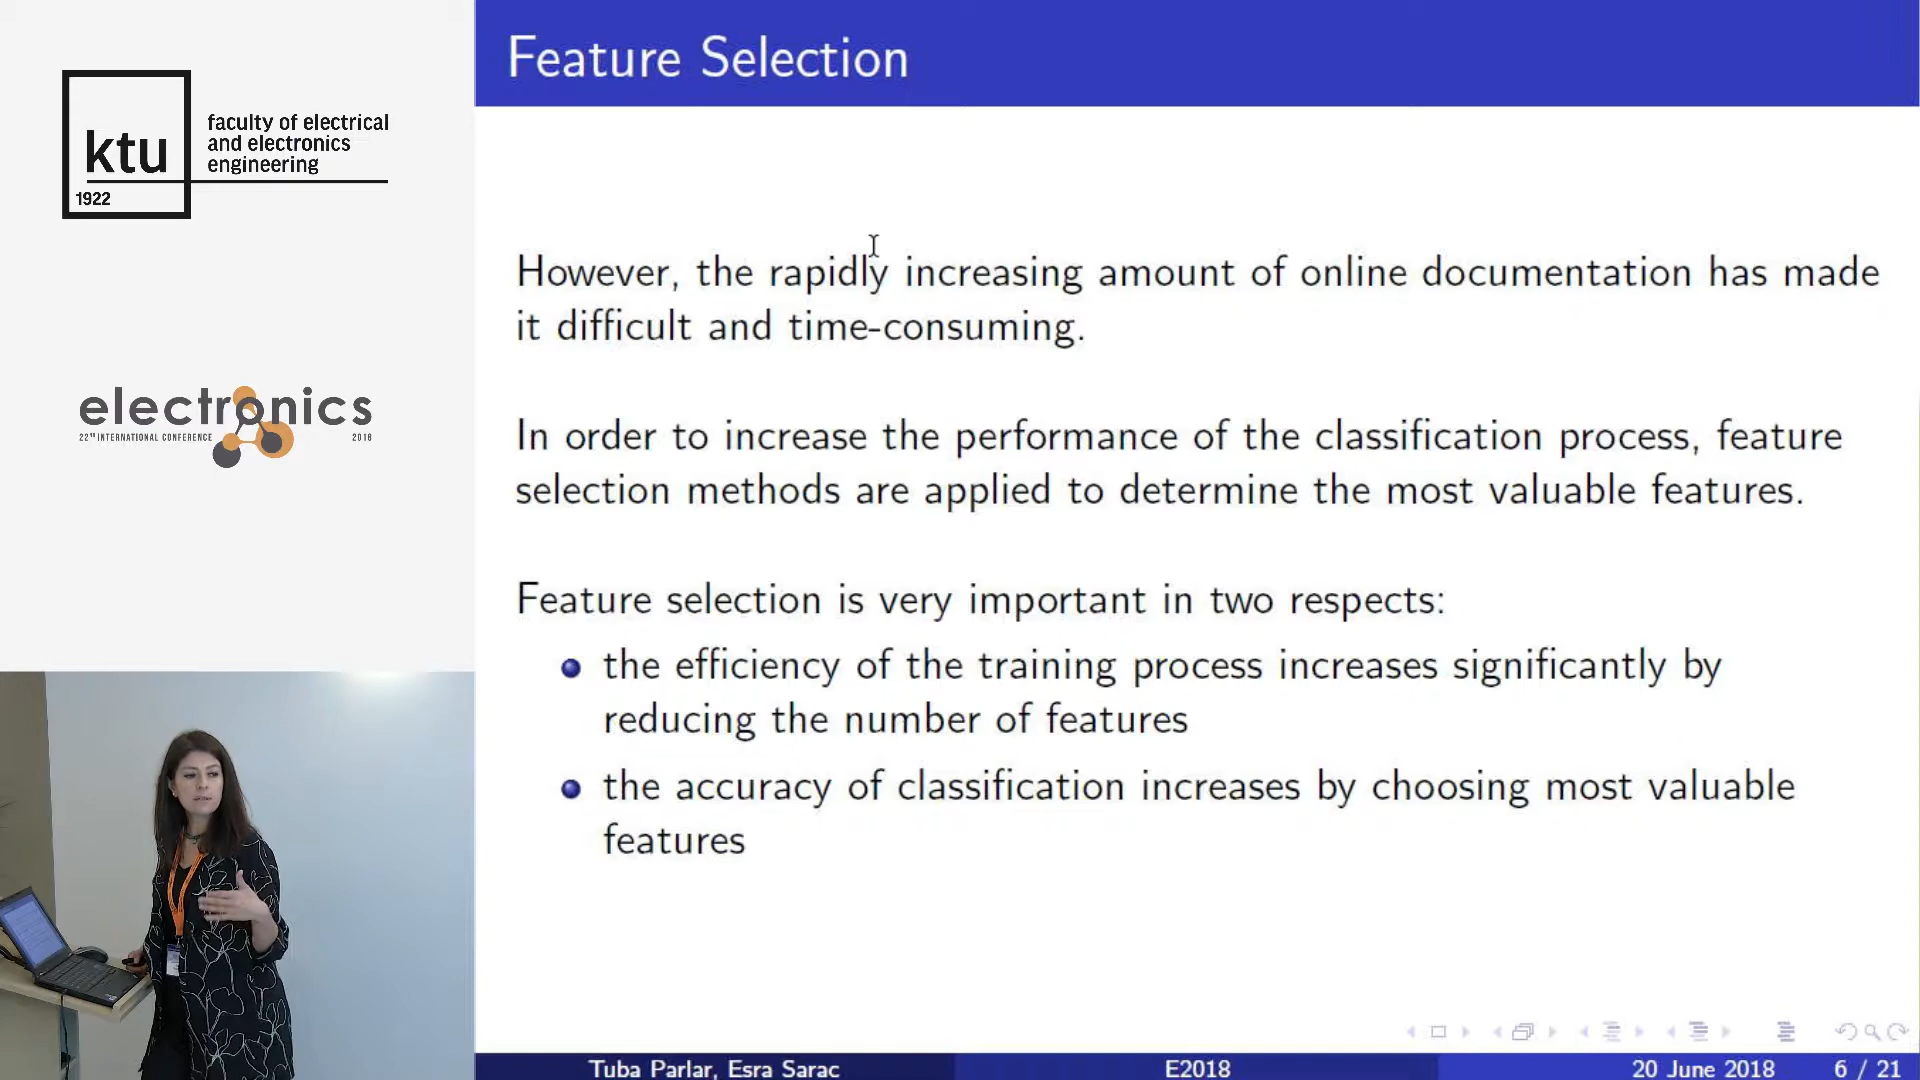 Feature Selection
ktu
1922
faculty of electrical
and electronics
engineering
However, the rapidly increasing amount of online documentation has made
it difficult and time-consuming.
electronics
22ND INTERNATIONAL CONFERENCE
2018
In order to increase the performance of the classification process, feature
selection methods are applied to determine the most valuable features.
Feature selection is very important in two respects:
the efficiency of the training process increases significantly by
reducing the number of features
the accuracy of classification increases by choosing most valuable
features
Tuba Parlar, Esra Sarac
E2018
20 June 2018
6 / 21